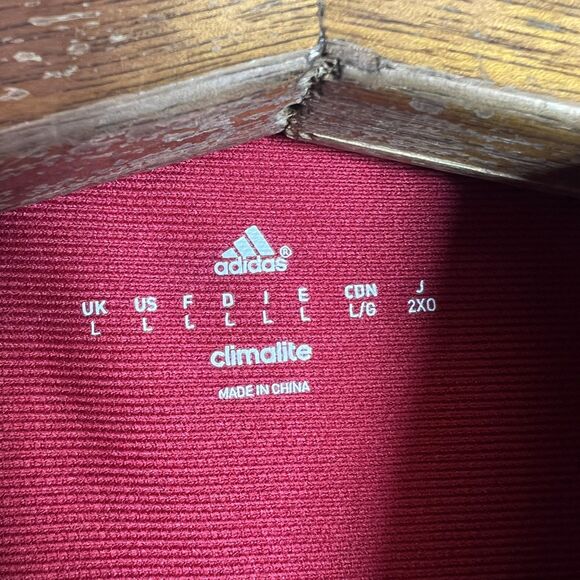 adidas®
UK US F D I E CDN J
L L L L L L L/G 2XO
climalite
MADE IN CHINA